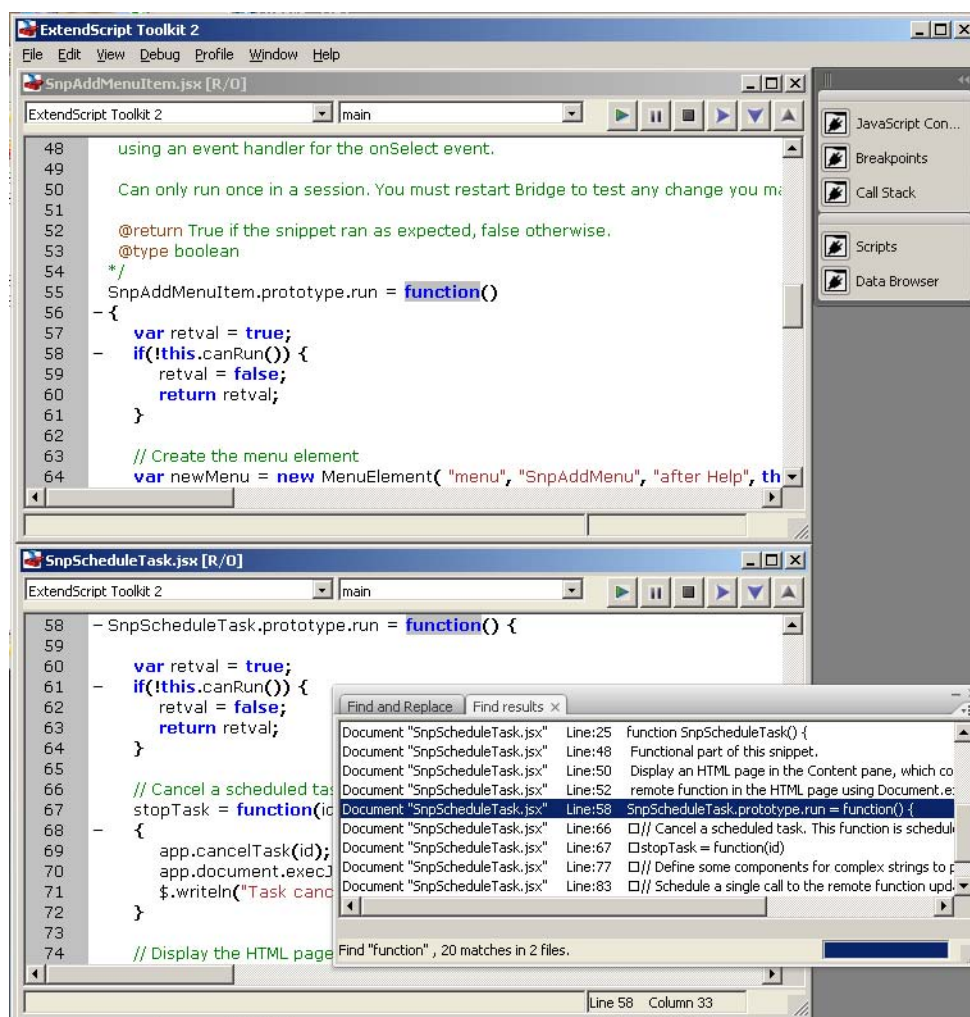 ExtendScript Toolkit 2
File Edit View Debug Profile Window Help
SnpAddMenuItem.jsx [R/O]
ExtendScript Toolkit 2 main
48 using an event handler for the onSelect event.
49
50 Can only run once in a session. You must restart Bridge to test any change you ma
51
52 @return True if the snippet ran as expected, false otherwise.
53 @type boolean
54 */
55 SnpAddMenuItem.prototype.run = function()
56 - {
57 var retval = true;
58 - if(!this.canRun()) {
59 retval = false;
60 return retval;
61 }
62
63 // Create the menu element
64 var newMenu = new MenuElement( "menu", "SnpAddMenu", "after Help", th
JavaScript Con...
Breakpoints
Call Stack
Scripts
Data Browser
SnpScheduleTask.jsx [R/O]
ExtendScript Toolkit 2 main
58 - SnpScheduleTask.prototype.run = function() {
59
60 var retval = true;
61 - if(!this.canRun()) {
62 retval = false;
63 return retval;
64 }
65
66 // Cancel a scheduled tas
67 stopTask = function(id
68 - {
69 app.cancelTask(id);
70 app.document.execJ
71 $.writeln("Task canc
72 }
73
74 // Display the HTML page
Line 58 Column 33
Find and Replace Find results ×
Document "SnpScheduleTask.jsx" Line:25 function SnpScheduleTask() {
Document "SnpScheduleTask.jsx" Line:48 Functional part of this snippet.
Document "SnpScheduleTask.jsx" Line:50 Display an HTML page in the Content pane, which co
Document "SnpScheduleTask.jsx" Line:52 remote function in the HTML page using Document.ex
Document "SnpScheduleTask.jsx" Line:58 SnpScheduleTask.prototype.run = function() {
Document "SnpScheduleTask.jsx" Line:66 □// Cancel a scheduled task. This function is schedul
Document "SnpScheduleTask.jsx" Line:67 □stopTask = function(id)
Document "SnpScheduleTask.jsx" Line:77 □// Define some components for complex strings to p
Document "SnpScheduleTask.jsx" Line:83 □// Schedule a single call to the remote function upd
Find "function" , 20 matches in 2 files.